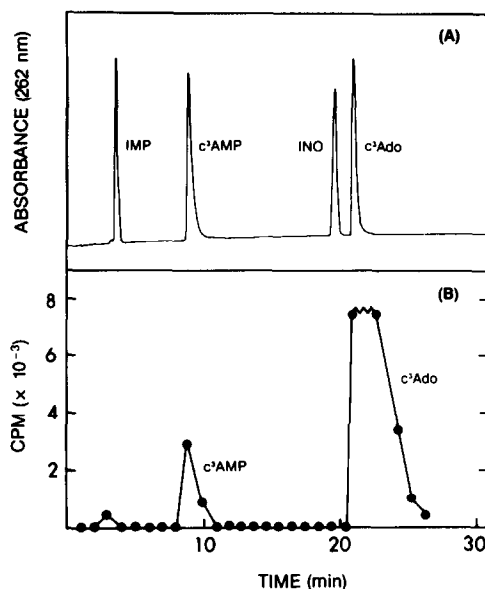 (A)
ABSORBANCE (262 nm)
IMP
c³AMP
INO
c³Ado
(B)
CPM (× 10⁻³)
8
6
4
2
c³AMP
c³Ado
10
20
30
TIME (min)